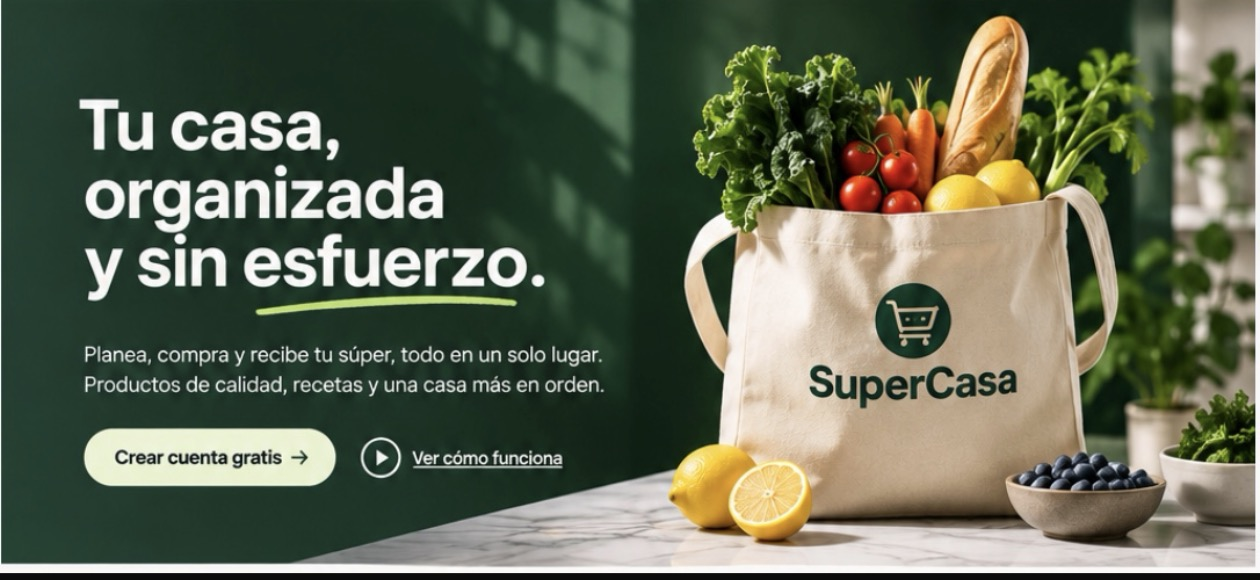 Tu casa,
organizada
y sin esfuerzo.
Planea, compra y recibe tu súper, todo en un solo lugar.
Productos de calidad, recetas y una casa más en orden.
Crear cuenta gratis →
Ver cómo funciona
SuperCasa